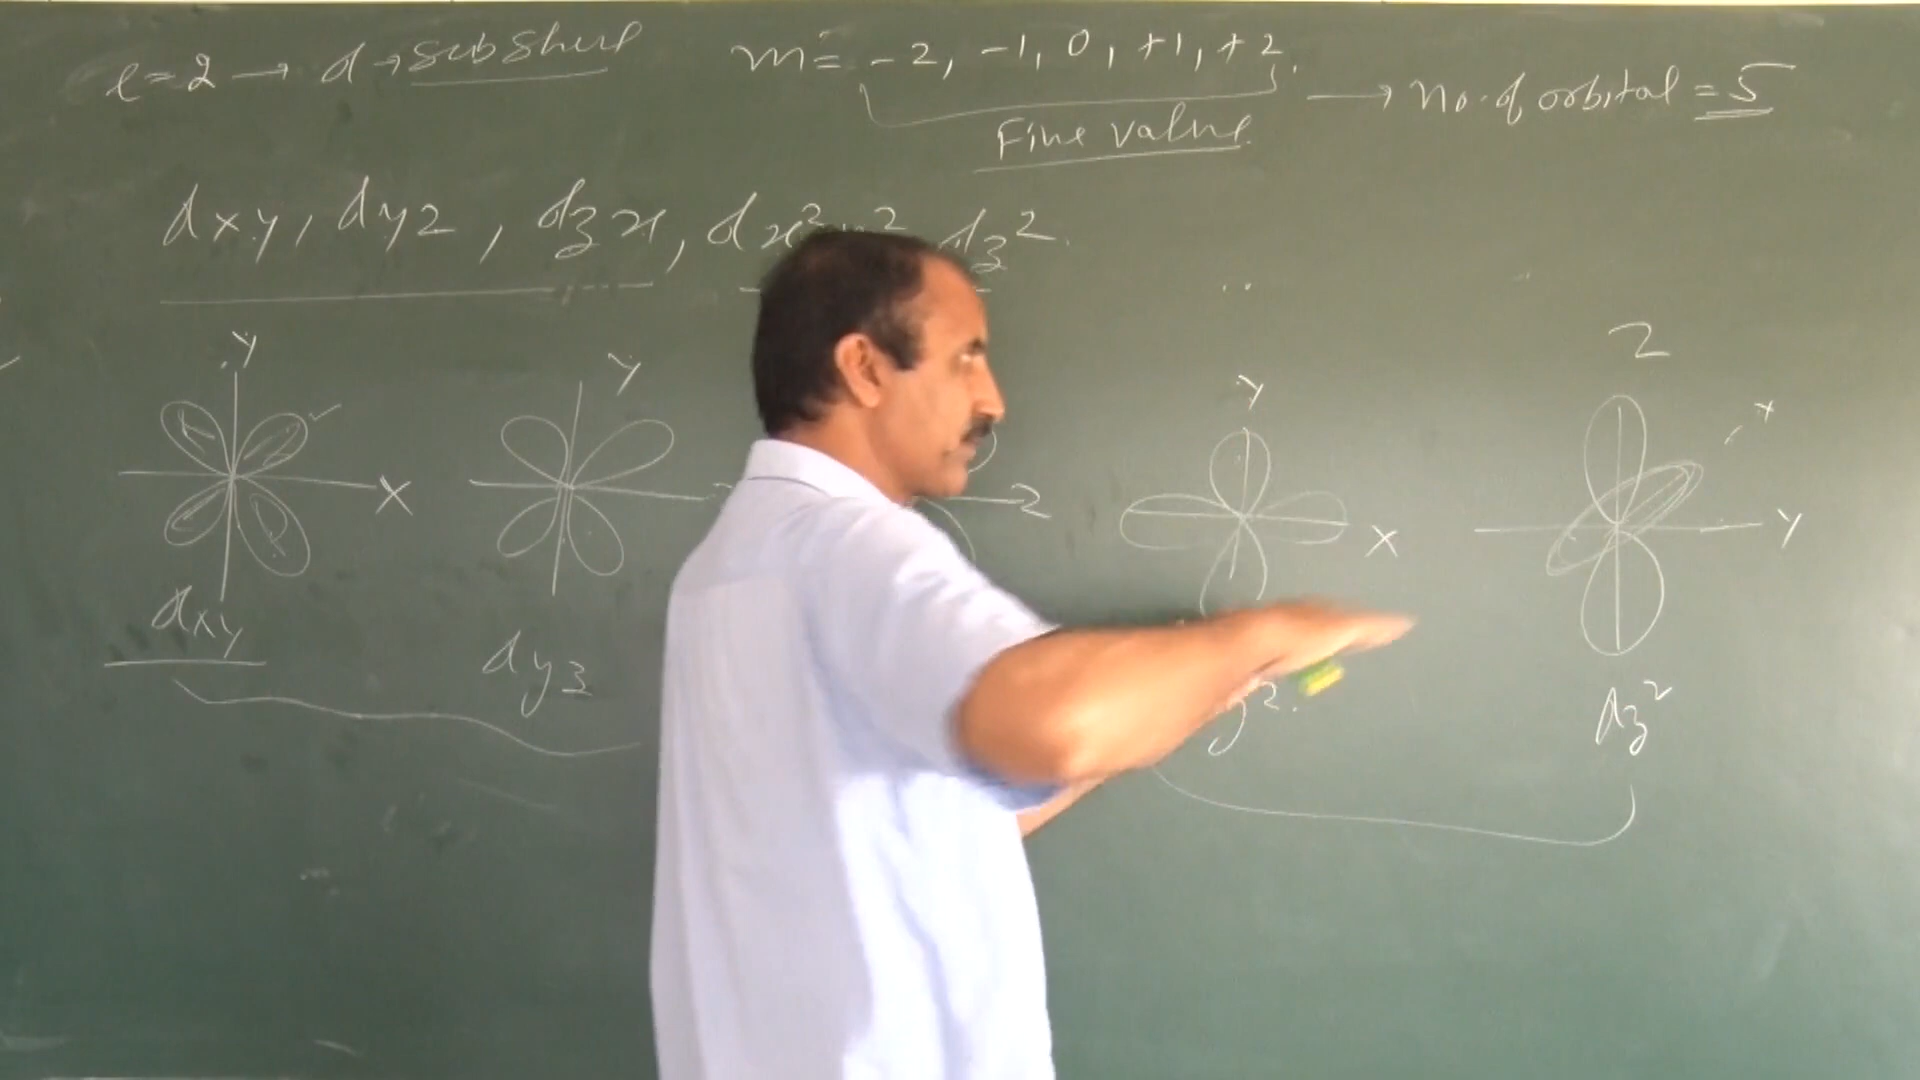 l=2 → d → subshell m = -2, -1, 0, +1, +2. → no. of orbital = 5
Five value.
dxy, dyz, dzx, dx² y² dz².
Y
X
dxy
Y
dyz
Z
Y
X
y².
Z
x
Y
dz²